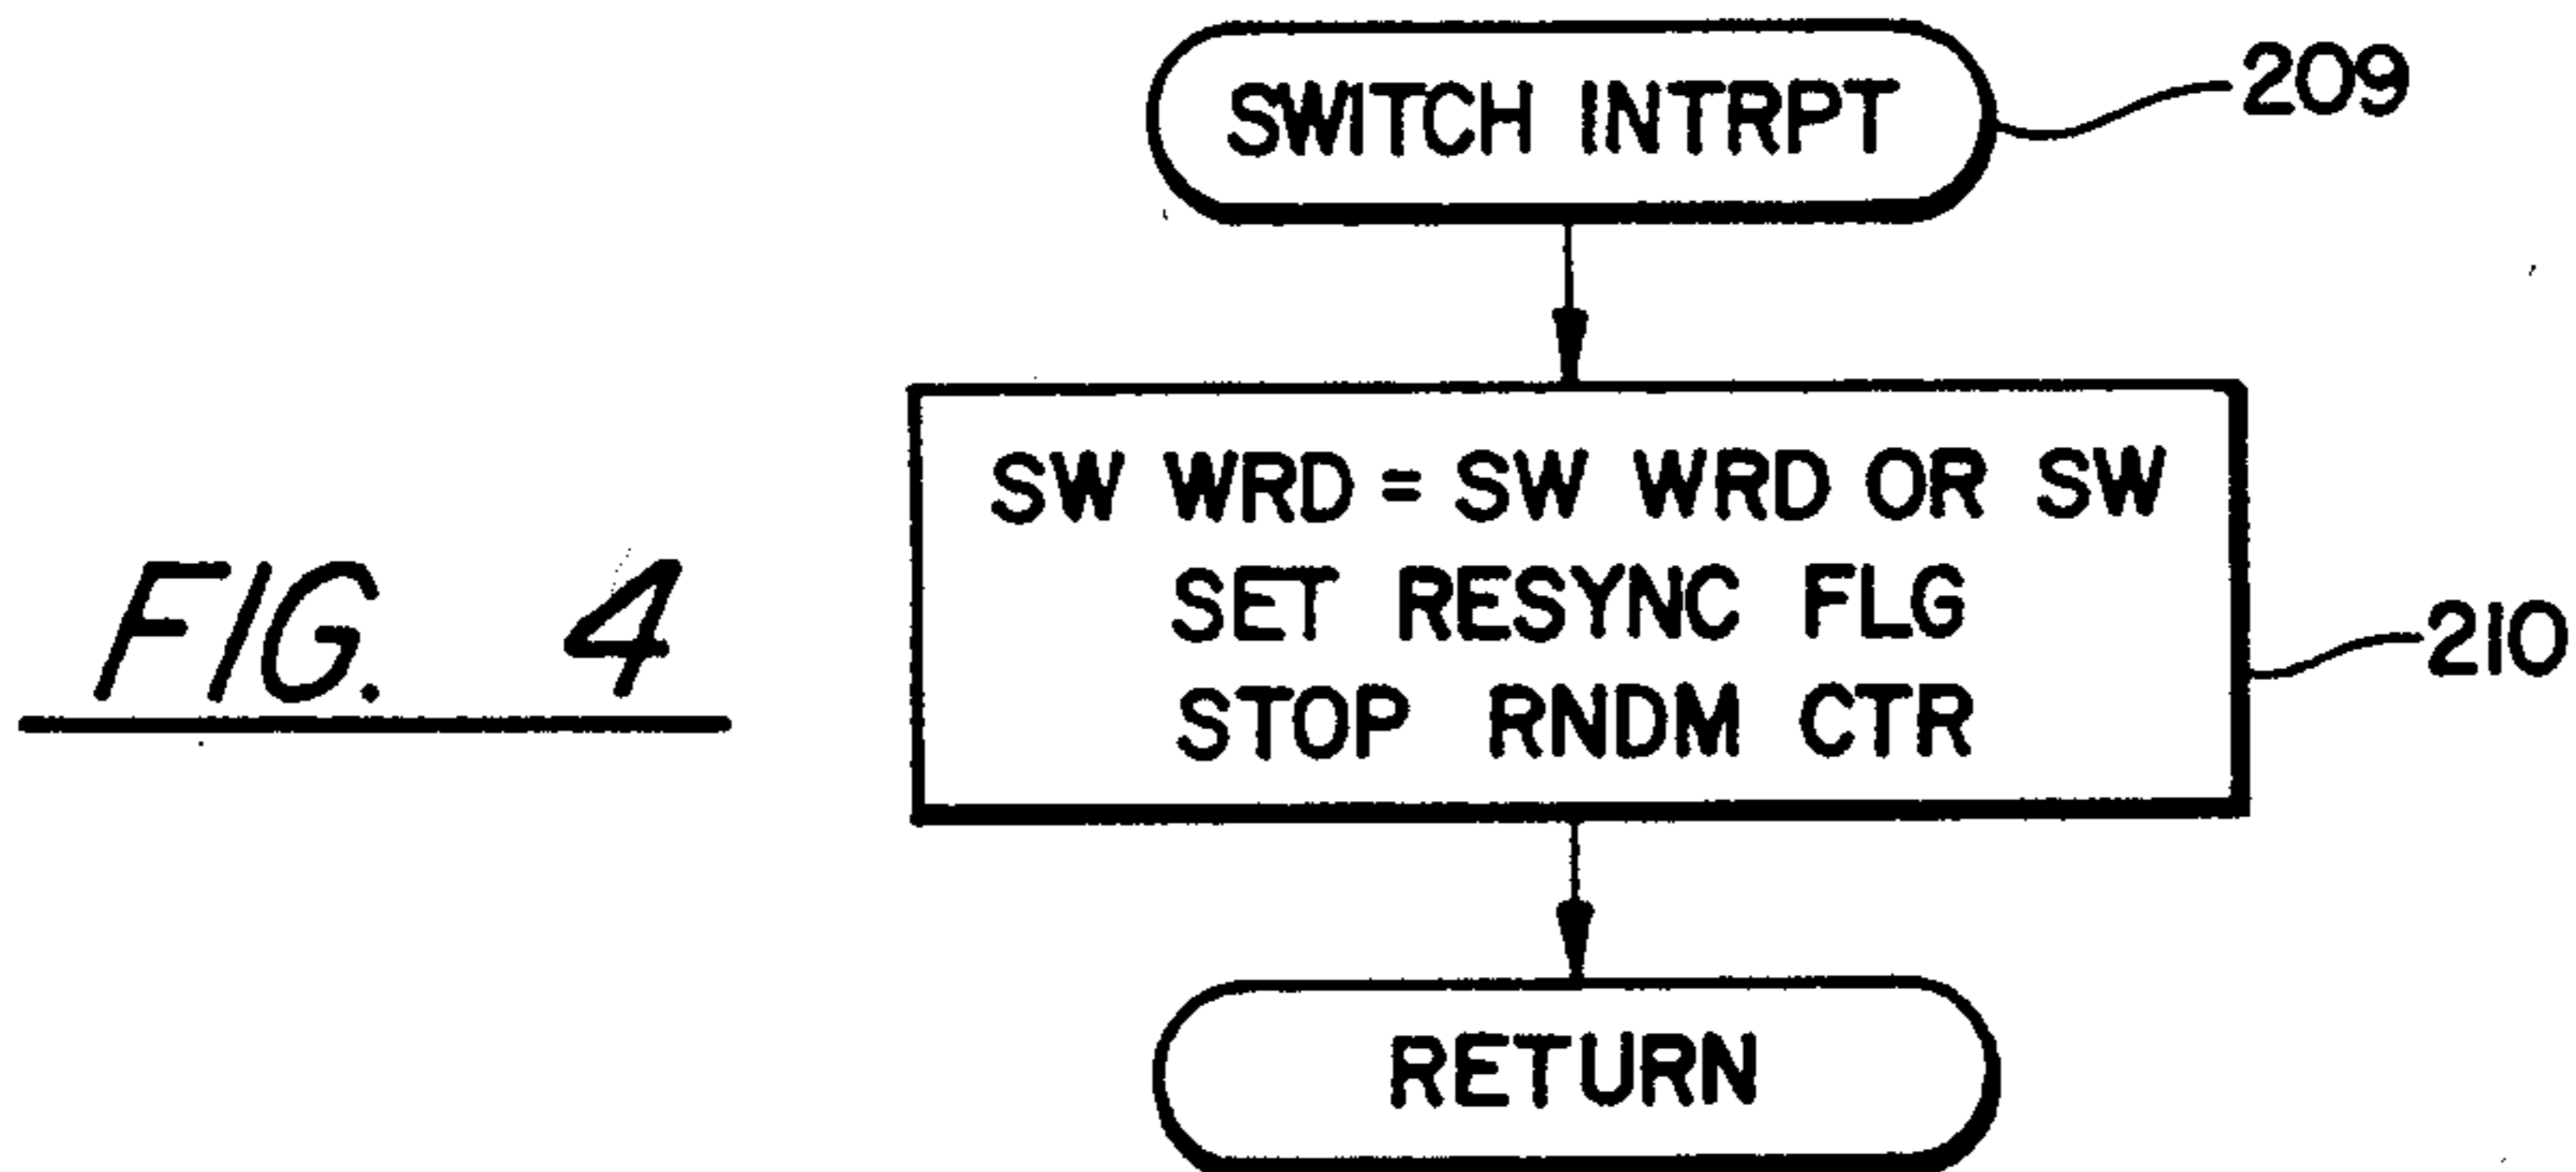 SWITCH INTRPT
209
SW WRD = SW WRD OR SW
SET RESYNC FLG
STOP RNDM CTR
210
FIG. 4
RETURN